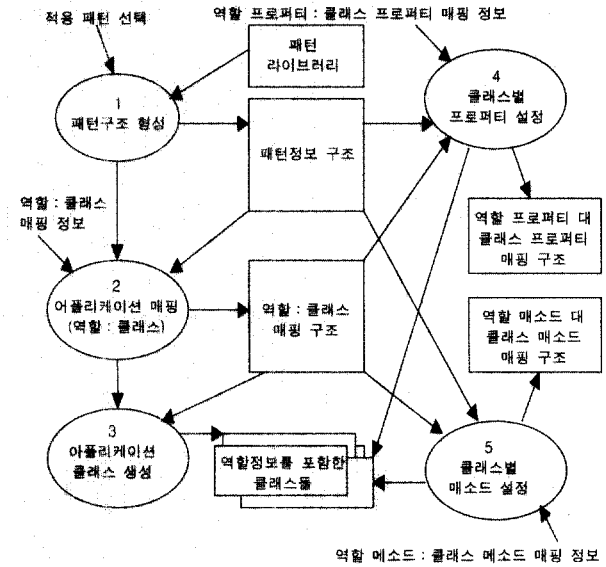 적용 패턴 선택
역할 프로퍼티 : 클래스 프로퍼티 매핑 정보
패턴
라이브러리
1
패턴구조 형성
4
클래스별
프로퍼티 설정
패턴정보 구조
역할 : 클래스
매핑 정보
역할 프로퍼티 대
클래스 프로퍼티
매핑 구조
2
어플리케이션 매핑
(역할 : 클래스)
역할 : 클래스
매핑 구조
역할 매소드 대
클래스 매소드
매핑 구조
3
아플리케이션
클래스 생성
역할정보를 포함한
클래스들
5
클래스별
매소드 설정
역할 메소드 : 클래스 메소드 매핑 정보